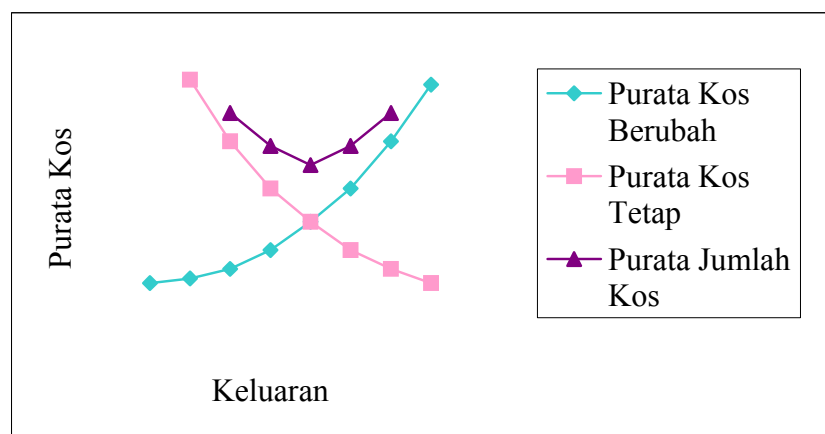 Purata Kos
Keluaran
Purata Kos
Berubah
Purata Kos
Tetap
Purata Jumlah
Kos